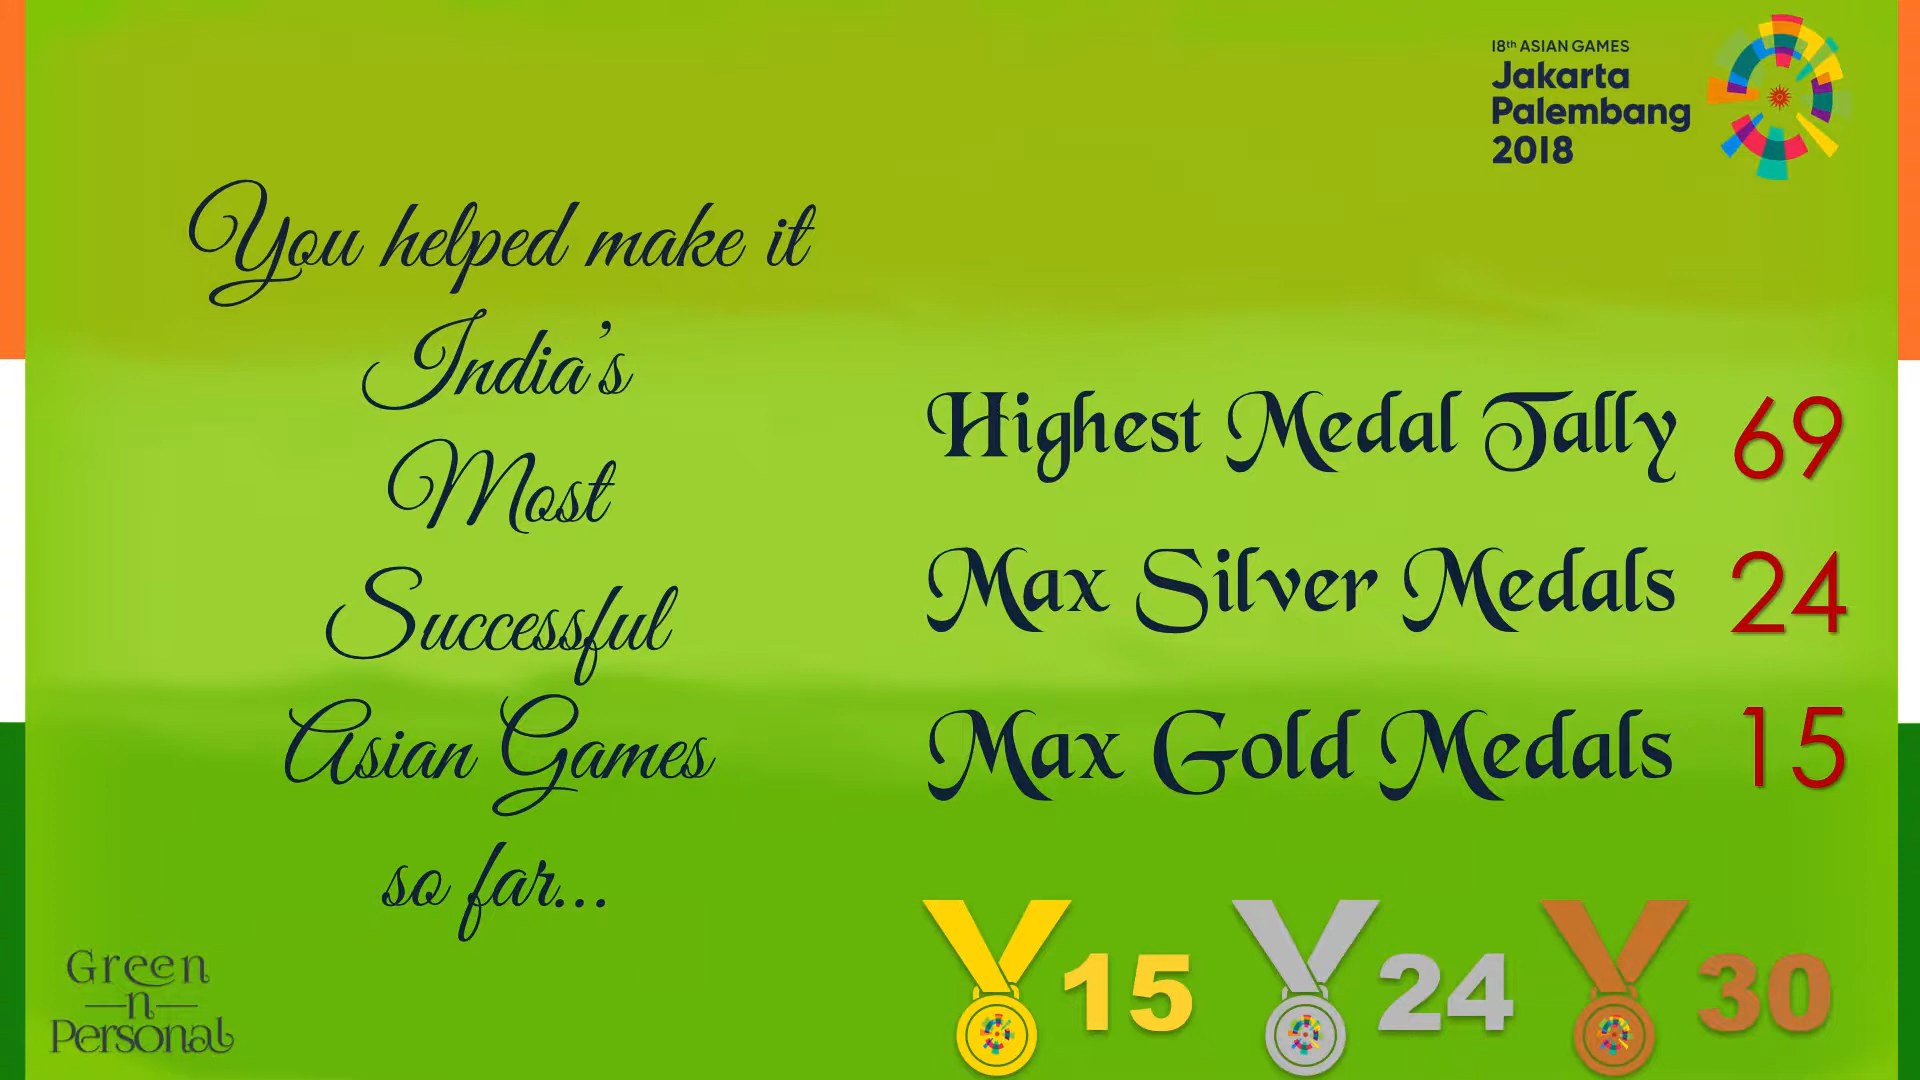 18th ASIAN GAMES
Jakarta
Palembang
2018
You helped make it
India's
Most
Successful
Asian Games
so far...
Highest Medal Tally 69
Max Silver Medals 24
Max Gold Medals 15
15 24 30
Green
n
Personal